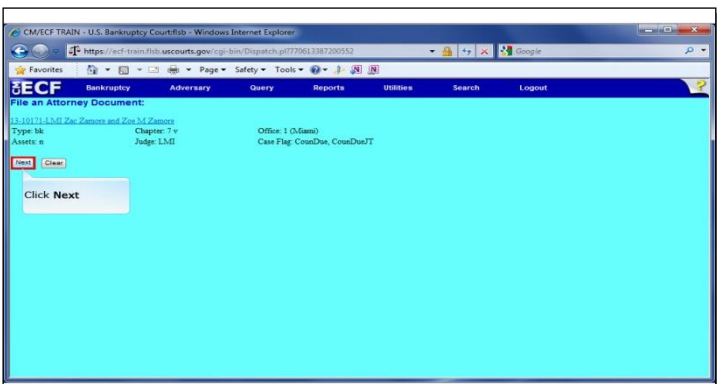 CM/ECF TRAIN - U.S. Bankruptcy Court:flsb - Windows Internet Explorer
https://ecf-train.flsb.uscourts.gov/cgi-bin/Dispatch.pl?770613387200552
Google
Favorites Page Safety Tools
ECF Bankruptcy Adversary Query Reports Utilities Search Logout ?
File an Attorney Document:
13-10171-LMI Zac Zamora and Zoe M Zamora
Type: bk Chapter: 7 v Office: 1 (Miami)
Assets: n Judge: LMI Case Flag: CounDue, CounDueJT
Next Clear
Click Next